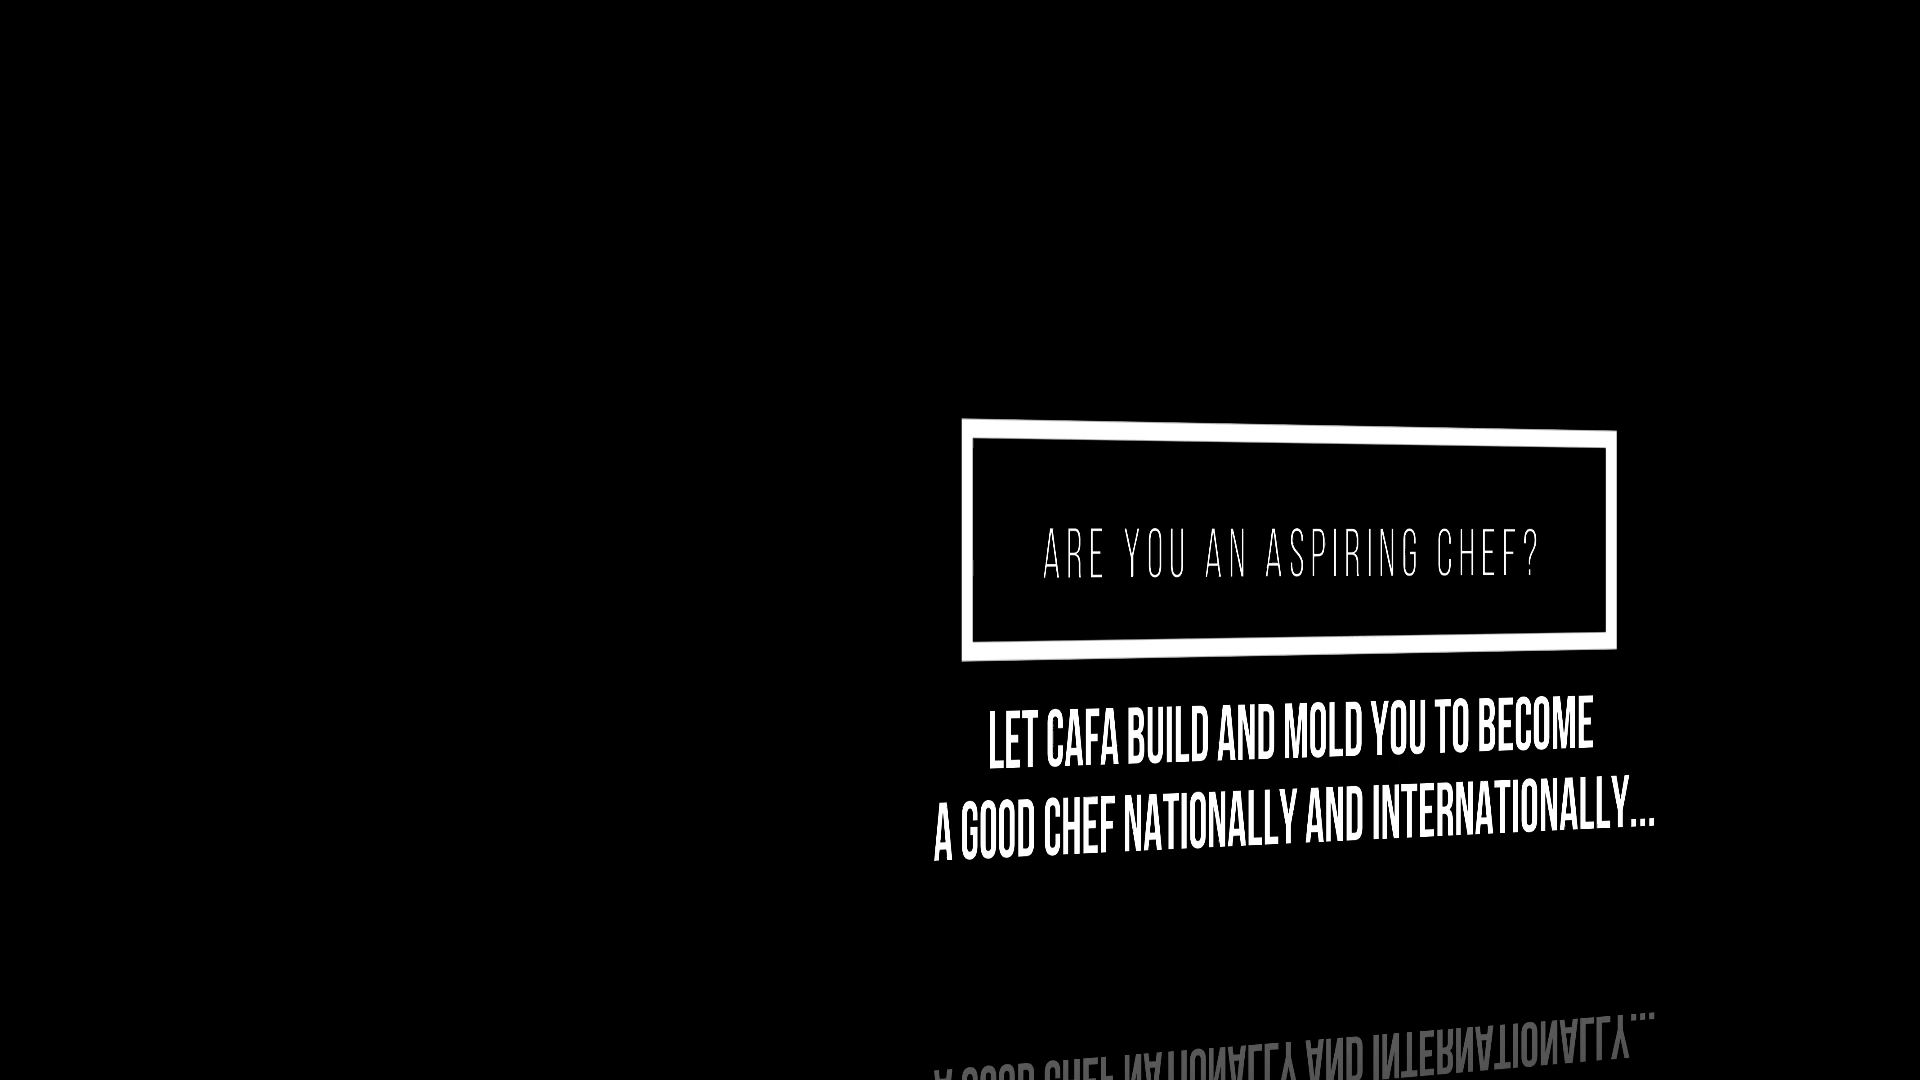 ARE YOU AN ASPIRING CHEF?
LET CAFA BUILD AND MOLD YOU TO BECOME
A GOOD CHEF NATIONALLY AND INTERNATIONALLY...